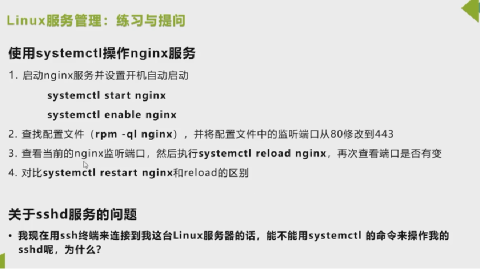 Linux服务管理：练习与提问
使用systemctl操作nginx服务
1. 启动nginx服务并设置开机自动启动
systemctl start nginx
systemctl enable nginx
2. 查找配置文件（rpm -ql nginx），并将配置文件中的监听端口从80修改到443
3. 查看当前的nginx监听端口，然后执行systemctl reload nginx，再次查看端口是否有变
4. 对比systemctl restart nginx和reload的区别
关于sshd服务的问题
• 我现在用ssh终端来连接到我这台Linux服务器的话，能不能用systemctl 的命令来操作我的
sshd呢，为什么？